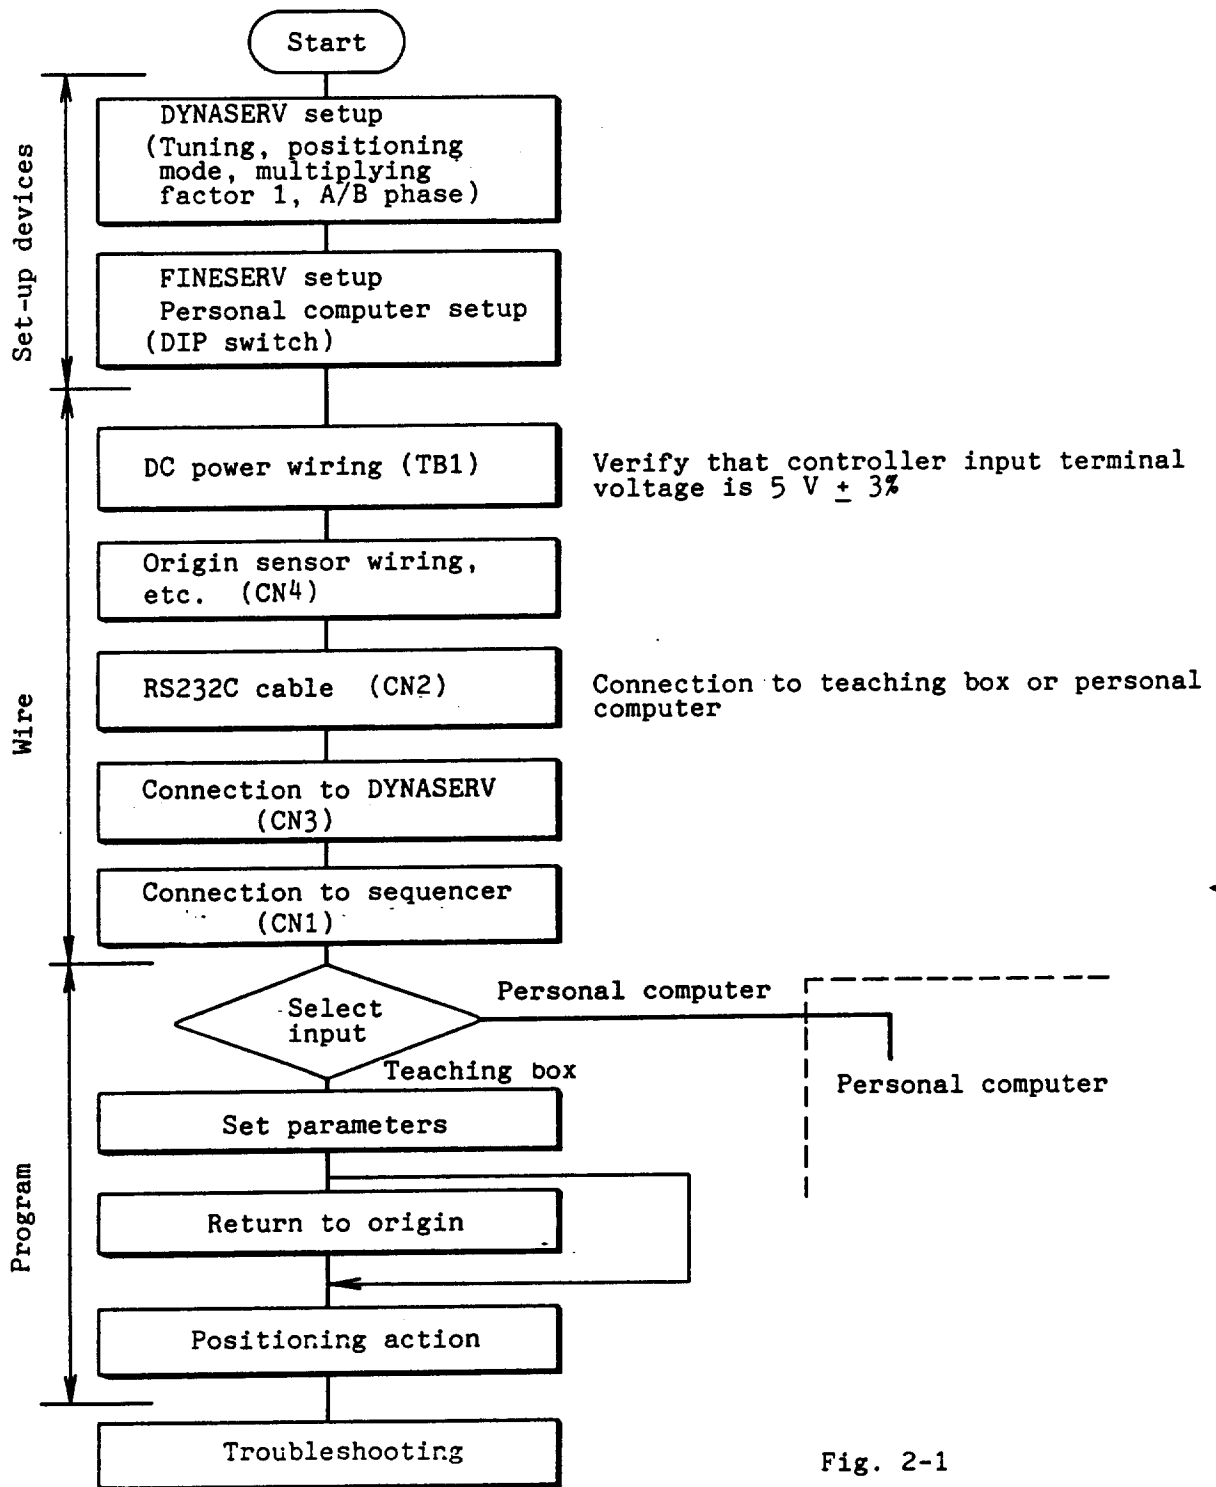 Start
Set-up devices
DYNASERV setup
(Tuning, positioning
mode, multiplying
factor 1, A/B phase)
FINESERV setup
Personal computer setup
(DIP switch)
Wire
DC power wiring (TB1)
Verify that controller input terminal
voltage is 5 V ± 3%
Origin sensor wiring,
etc. (CN4)
RS232C cable (CN2)
Connection to teaching box or personal
computer
Connection to DYNASERV
(CN3)
Connection to sequencer
(CN1)
Program
Select
input
Personal computer
Personal computer
Teaching box
Set parameters
Return to origin
Positioning action
Troubleshooting
Fig. 2-1